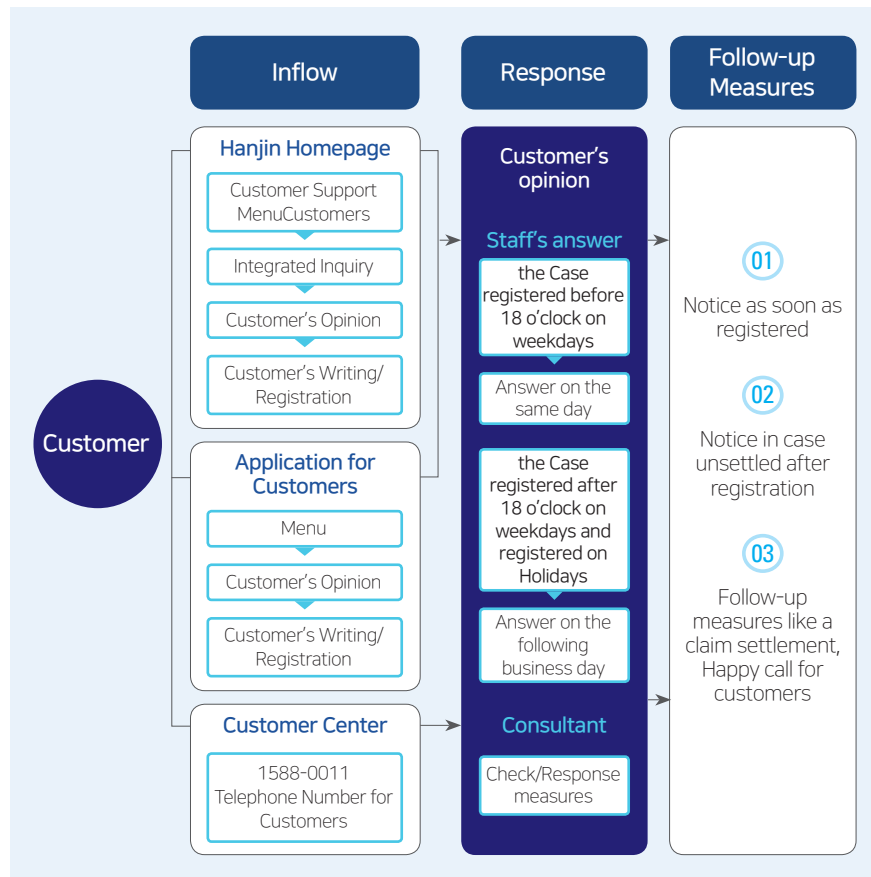 Inflow
Response
Follow-up
Measures
Customer
Hanjin Homepage
Customer Support
MenuCustomers
Integrated Inquiry
Customer's Opinion
Customer's Writing/
Registration
Application for
Customers
Menu
Customer's Opinion
Customer's Writing/
Registration
Customer Center
1588-0011
Telephone Number for
Customers
Customer's
opinion
Staff's answer
the Case
registered before
18 o'clock on
weekdays
Answer on the
same day
the Case
registered after
18 o'clock on
weekdays and
registered on
Holidays
Answer on the
following
business day
Consultant
Check/Response
measures
01
Notice as soon as
registered
02
Notice in case
unsettled after
registration
03
Follow-up
measures like a
claim settlement,
Happy call for
customers